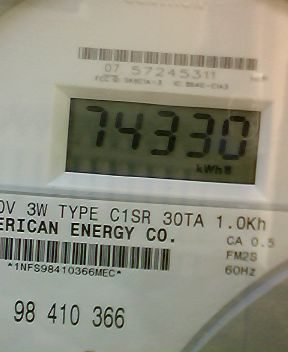 07 57245311
74330
kWh
0V 3W TYPE C1SR 30TA 1.0Kh
ERICAN ENERGY CO.
CA 0.5
*1NFS98410366MEC*
FM2S
60Hz
98 410 366